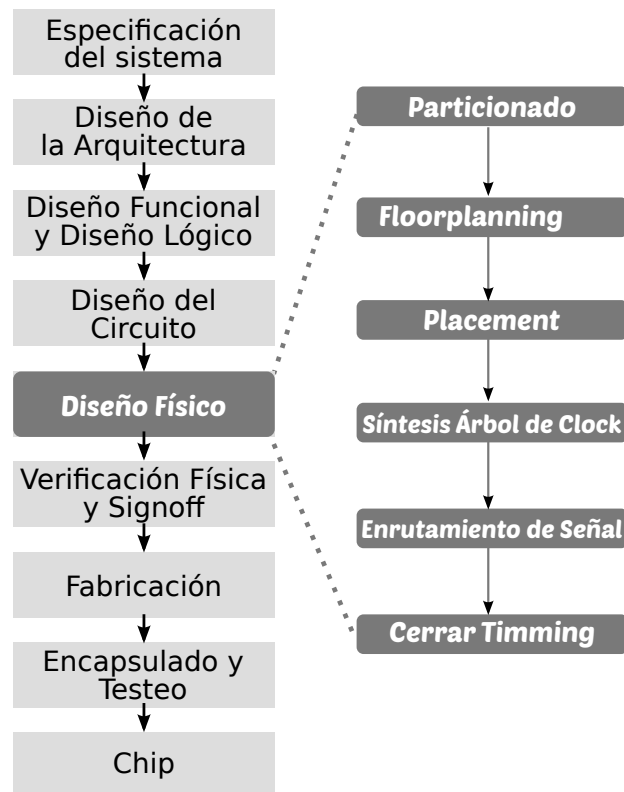 Especificación
del sistema
Diseño de
la Arquitectura
Diseño Funcional
y Diseño Lógico
Diseño del
Circuito
Diseño Físico
Verificación Física
y Signoff
Fabricación
Encapsulado y
Testeo
Chip
Particionado
Floorplanning
Placement
Síntesis Árbol de Clock
Enrutamiento de Señal
Cerrar Timming